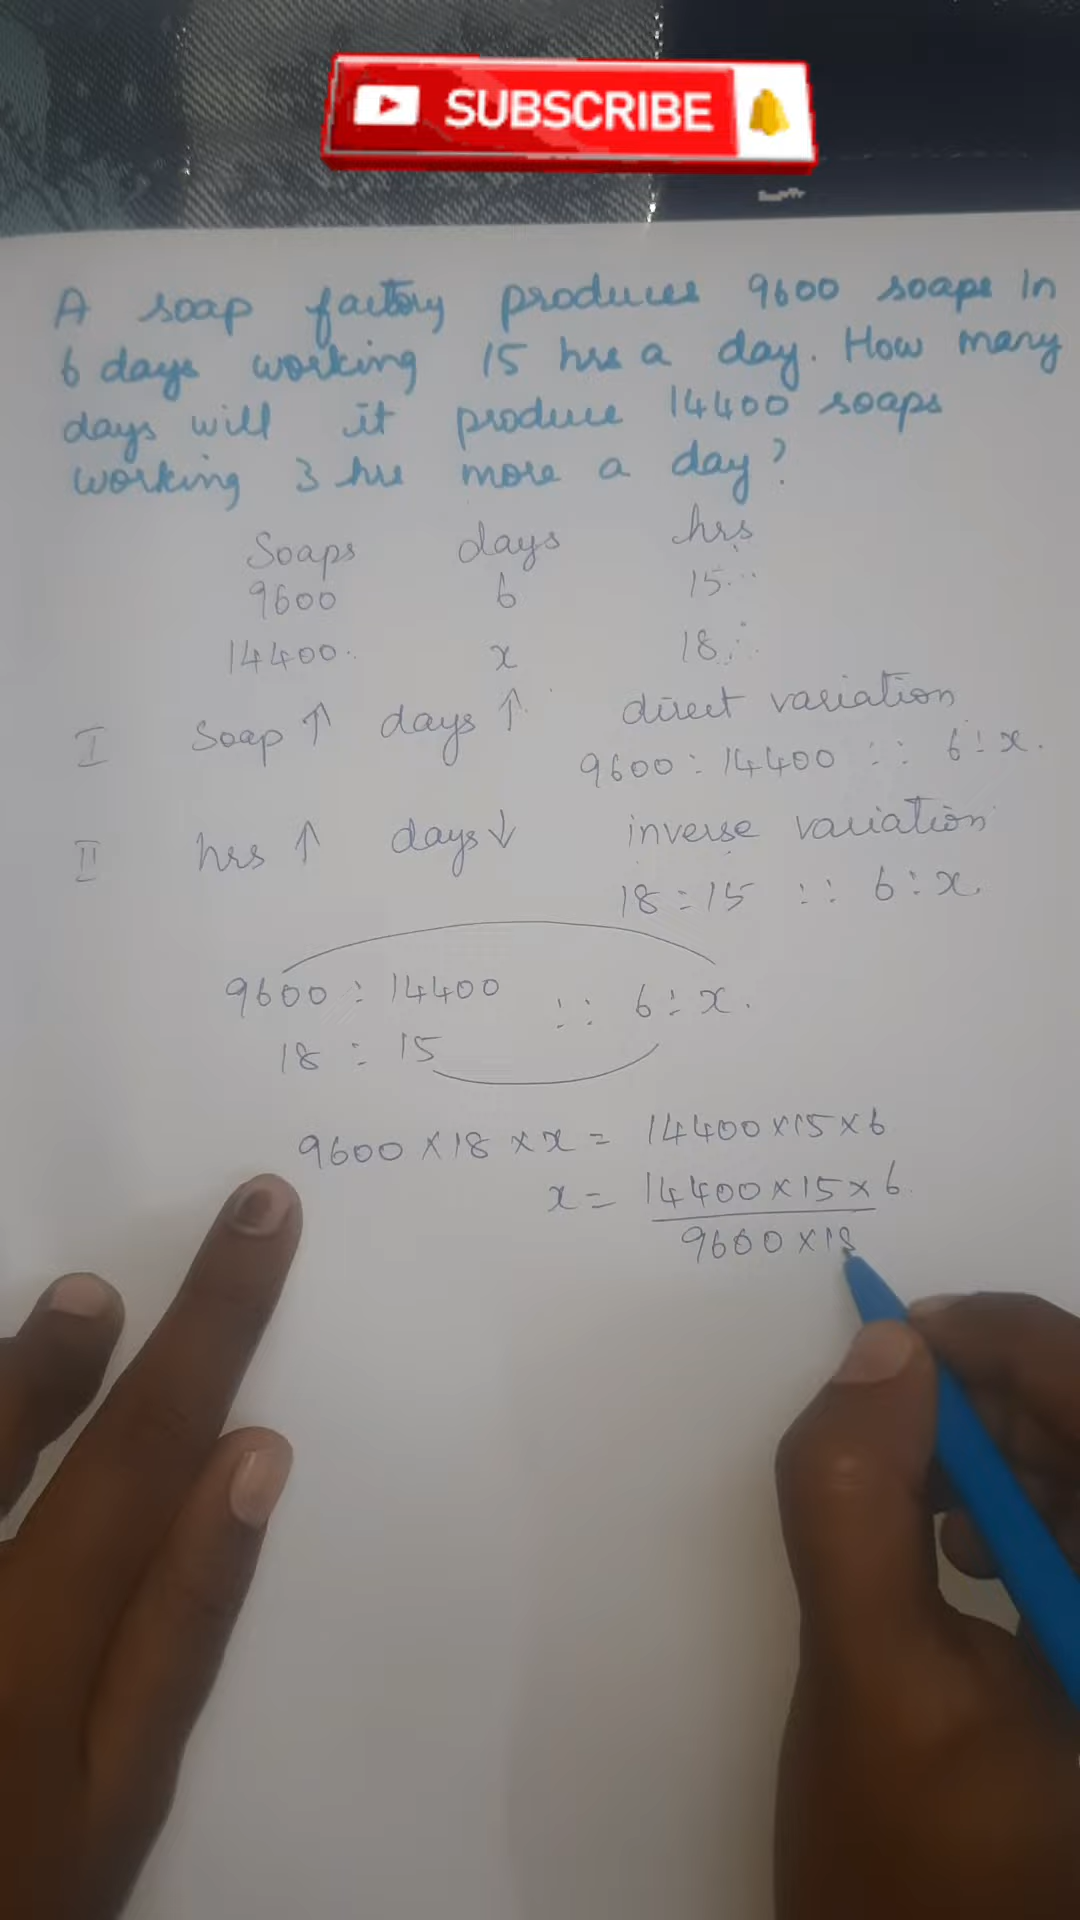 SUBSCRIBE
A soap factory produces 9600 soaps in
6 days working 15 hrs a day. How many
days will it produce 14400 soaps
working 3 hrs more a day?
Soaps days hrs
9600 6 15
14400 x 18
I Soap ↑ days ↑ direct variation
9600 : 14400 :: 6 : x.
II hrs ↑ days ↓ inverse variation
18 : 15 :: 6 : x.
9600 : 14400 :: 6 : x.
18 : 15
9600 × 18 × x = 14400 × 15 × 6
x = 14400 × 15 × 6
9600 × 18